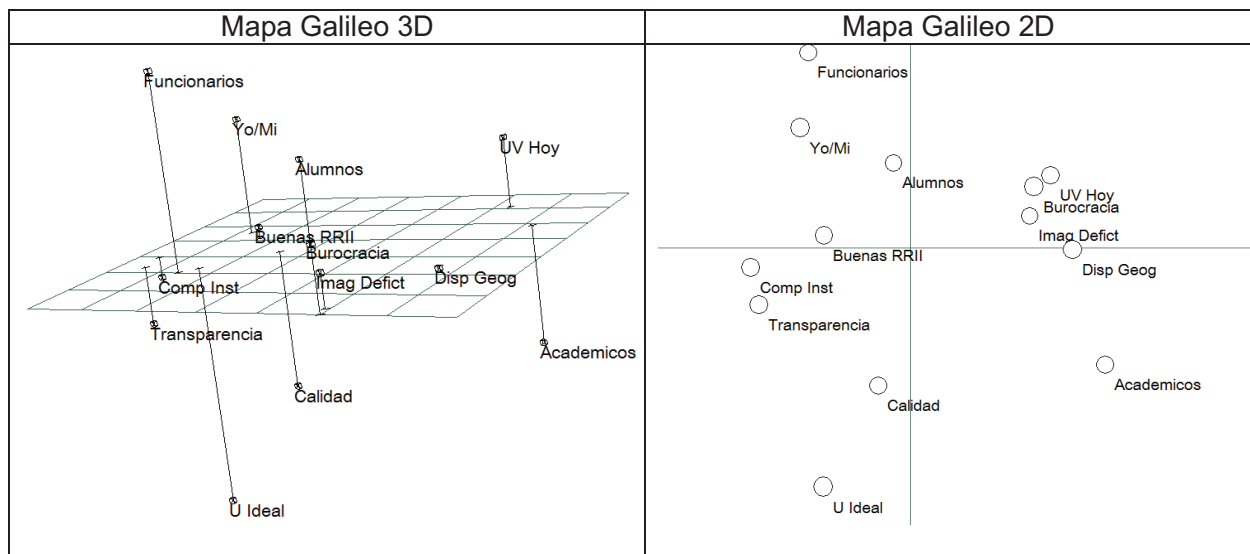 Mapa Galileo 3D
Funcionarios
Yo/Mi
UV Hoy
Alumnos
Buenas RRII
Burocracia
Comp Inst
Imag Defict
Disp Geog
Transparencia
Academicos
Calidad
U Ideal
Mapa Galileo 2D
Funcionarios
Yo/Mi
Alumnos
UV Hoy
Burocracia
Imag Defict
Buenas RRII
Disp Geog
Comp Inst
Transparencia
Academicos
Calidad
U Ideal